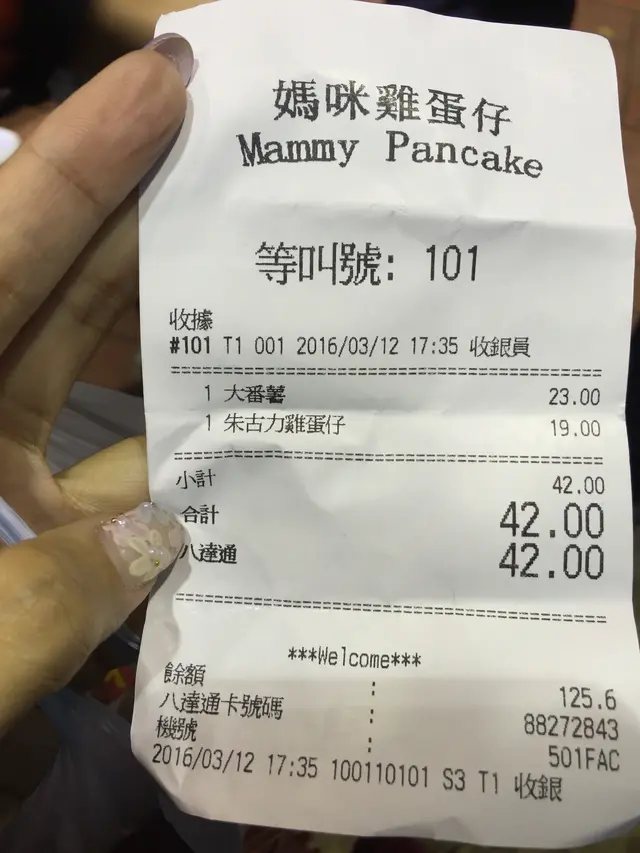 媽咪雞蛋仔
Mammy Pancake
等叫號: 101
收據
#101 T1 001 2016/03/12 17:35 收銀員
1 大番薯 23.00
1 朱古力雞蛋仔 19.00
小計 42.00
合計 42.00
八達通 42.00
***Welcome***
餘額 : 125.6
八達通卡號碼 : 88272843
機號 : 501FAC
2016/03/12 17:35 100110101 S3 T1 收銀